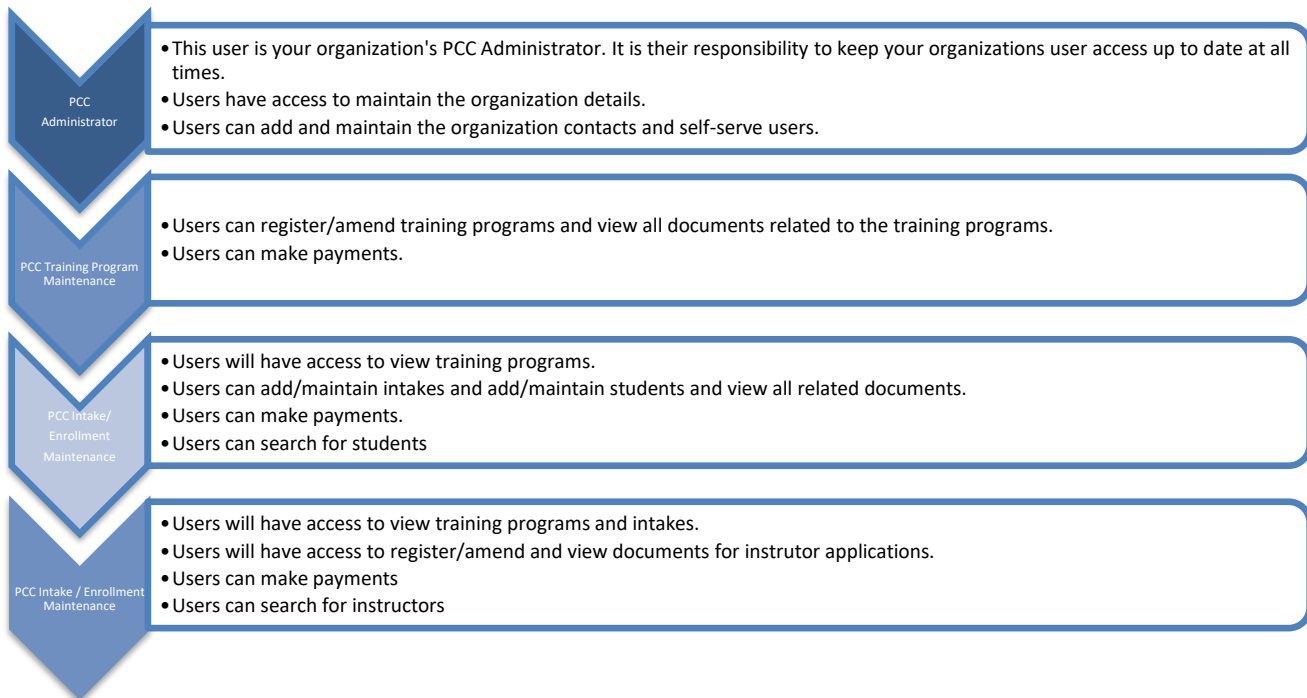 PCC
Administrator
•This user is your organization's PCC Administrator. It is their responsibility to keep your organizations user access up to date at all
times.
•Users have access to maintain the organization details.
•Users can add and maintain the organization contacts and self-serve users.
PCC Training Program
Maintenance
•Users can register/amend training programs and view all documents related to the training programs.
•Users can make payments.
PCC Intake/
Enrollment
Maintenance
•Users will have access to view training programs.
•Users can add/maintain intakes and add/maintain students and view all related documents.
•Users can make payments.
•Users can search for students
PCC Intake / Enrollment
Maintenance
•Users will have access to view training programs and intakes.
•Users will have access to register/amend and view documents for instrutor applications.
•Users can make payments
•Users can search for instructors